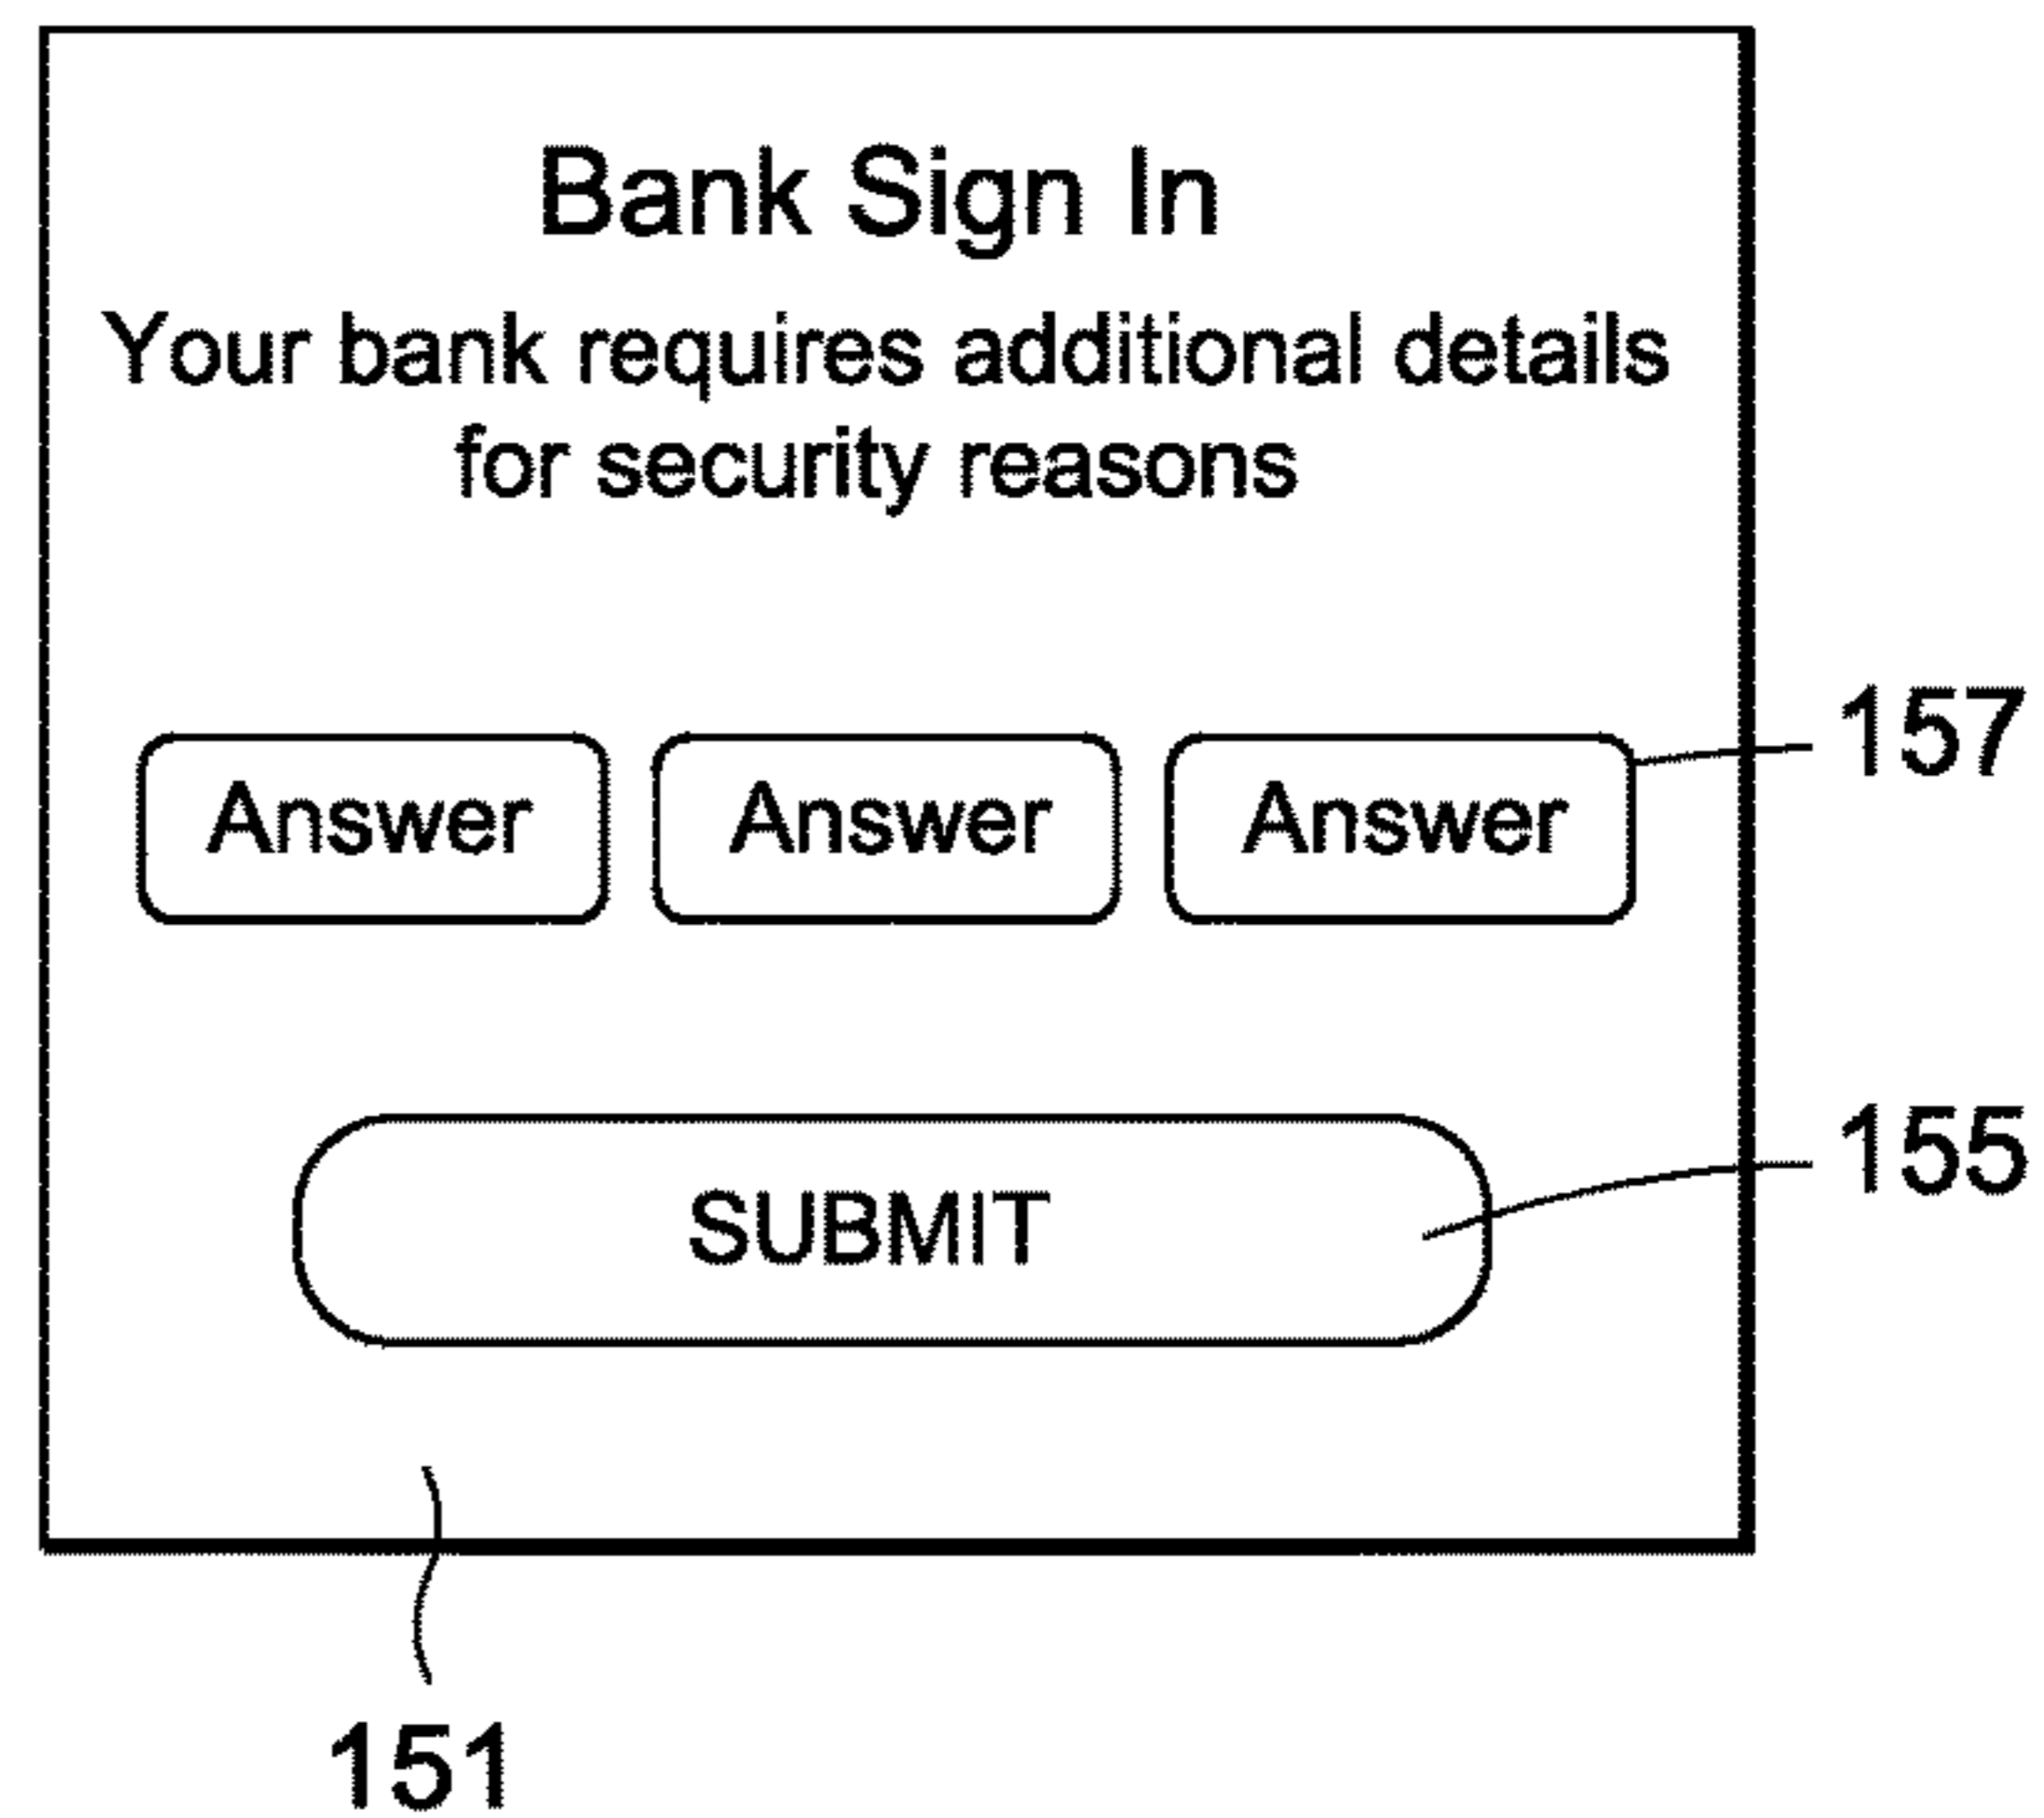 Bank Sign In
Your bank requires additional details
for security reasons
157
Answer Answer Answer
155
SUBMIT
151